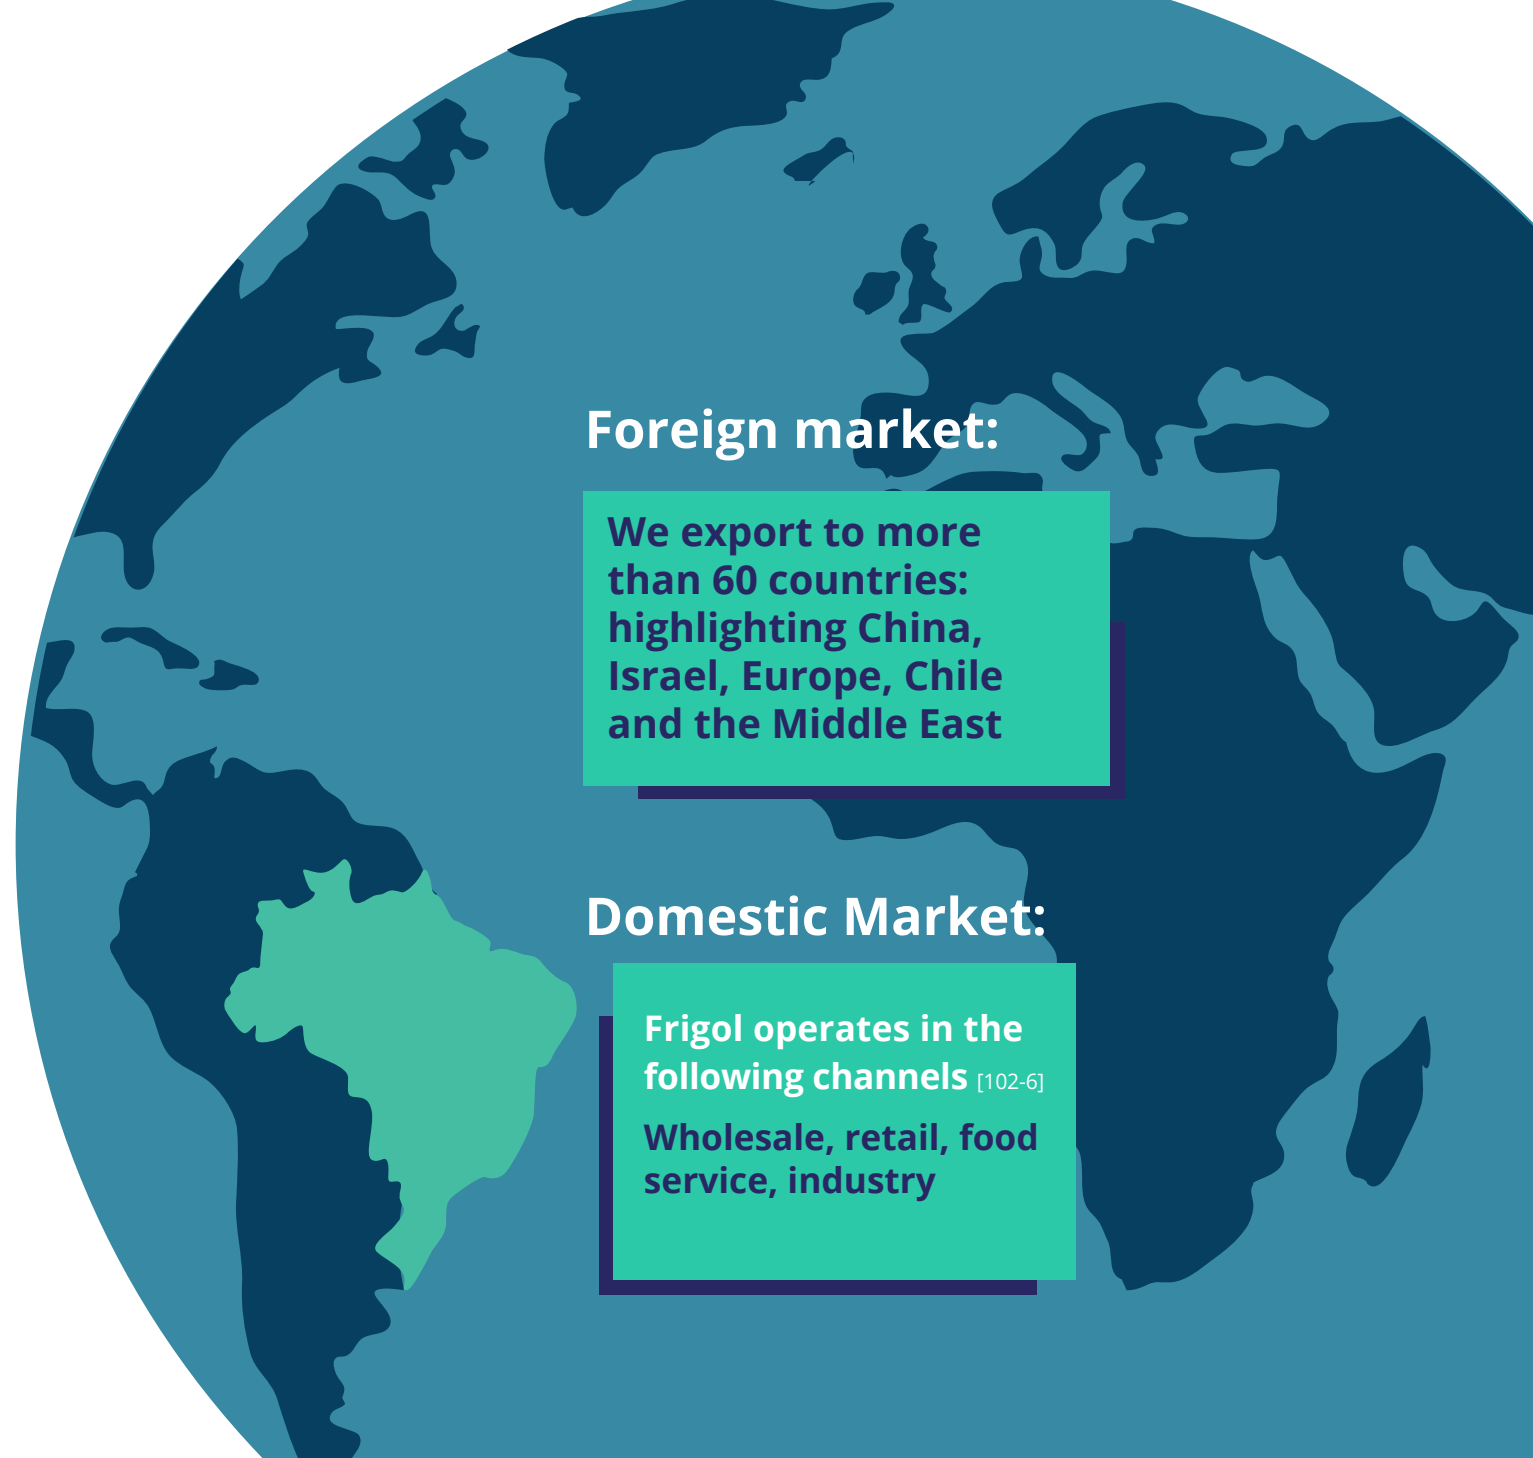 Foreign market:
We export to more
than 60 countries:
highlighting China,
Israel, Europe, Chile
and the Middle East
Domestic Market:
Frigol operates in the
following channels [102-6]
Wholesale, retail, food
service, industry